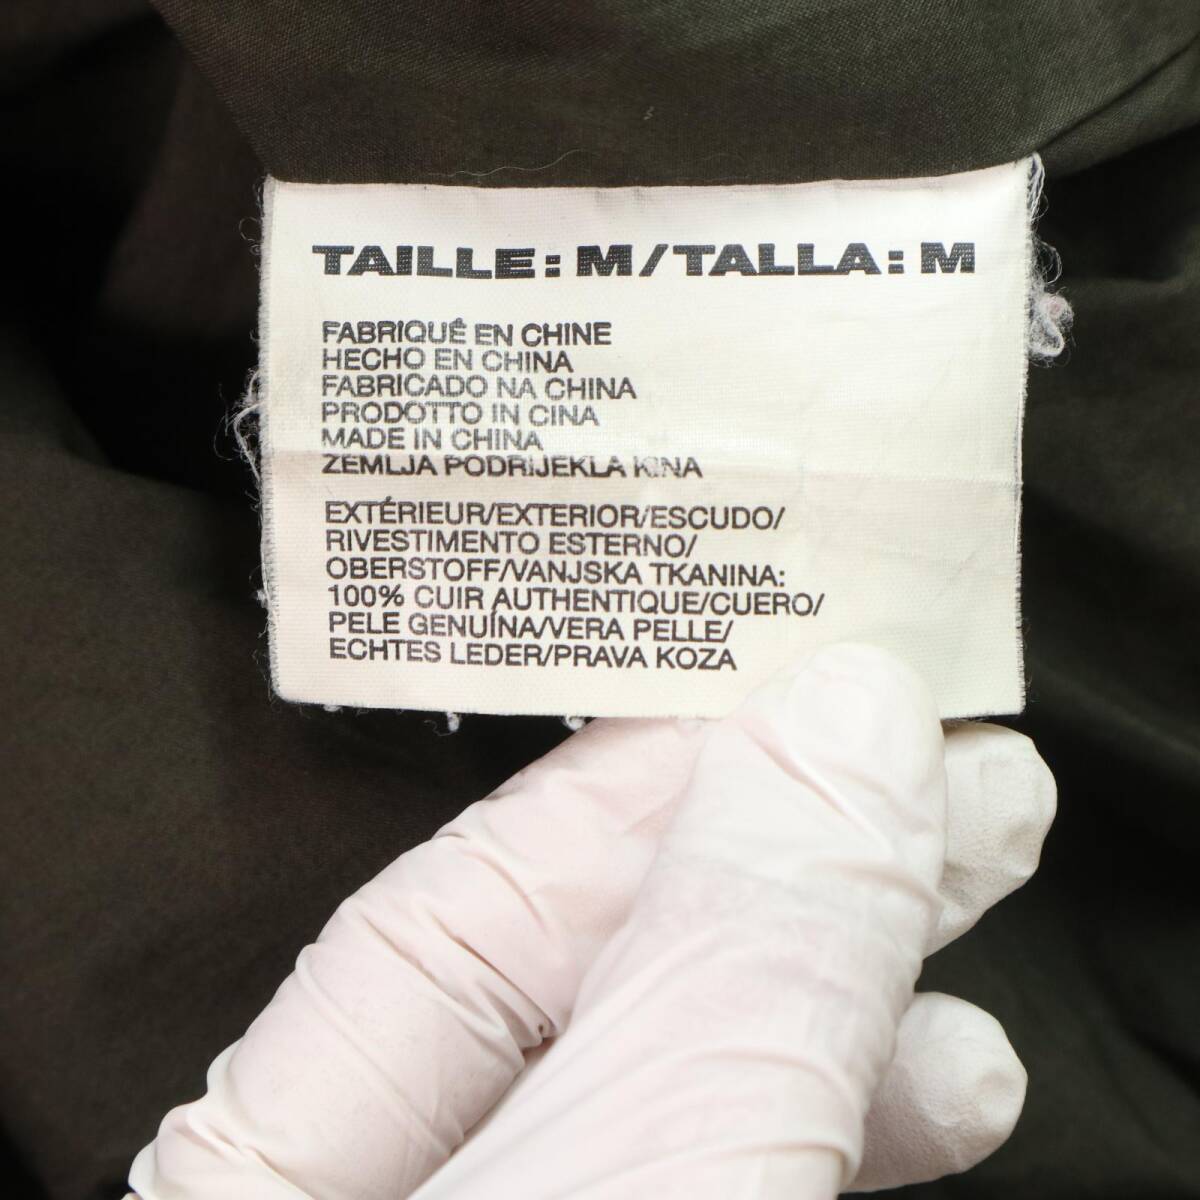 TAILLE: M/TALLA: M
FABRIQUÉ EN CHINE
HECHO EN CHINA
FABRICADO NA CHINA
PRODOTTO IN CINA
MADE IN CHINA
ZEMLJA PODRIJEKLA KINA
EXTÉRIEUR/EXTERIOR/ESCUDO/
RIVESTIMENTO ESTERNO/
OBERSTOFF/VANJSKA TKANINA:
100% CUIR AUTHENTIQUE/CUERO/
PELE GENUÍNA/VERA PELLE/
ECHTES LEDER/PRAVA KOZA